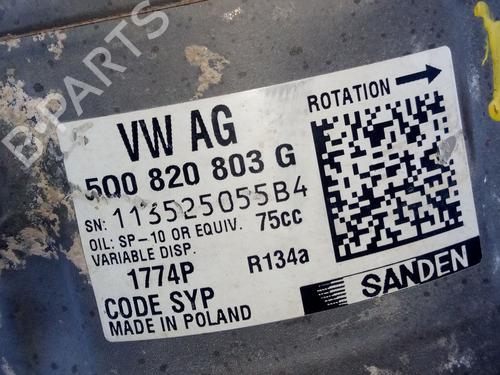 B-PARTS
VW AG
5Q0 820 803 G
SN: 113525055B4
OIL: SP-10 OR EQUIV. 75cc
VARIABLE DISP.
1774P R134a
CODE SYP
MADE IN POLAND
ROTATION
SANDEN